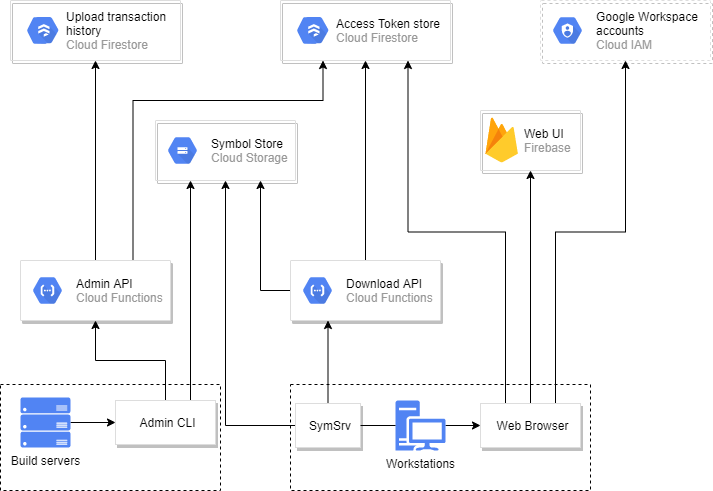 Upload transaction
history
Cloud Firestore
Access Token store
Cloud Firestore
Google Workspace
accounts
Cloud IAM
Symbol Store
Cloud Storage
Web UI
Firebase
Admin API
Cloud Functions
Download API
Cloud Functions
Admin CLI
Build servers
SymSrv
Workstations
Web Browser